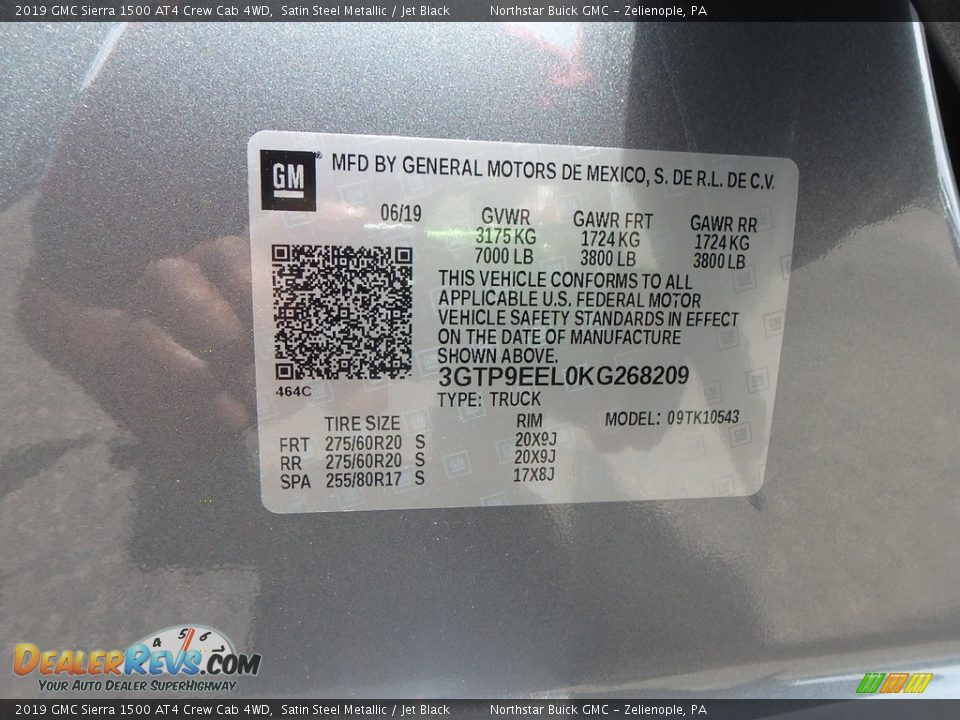 2019 GMC Sierra 1500 AT4 Crew Cab 4WD, Satin Steel Metallic / Jet Black Northstar Buick GMC - Zelienople, PA
GM MFD BY GENERAL MOTORS DE MEXICO, S. DE R.L. DE C.V.
06/19 GVWR GAWR FRT GAWR RR
3175 KG 1724 KG 1724 KG
7000 LB 3800 LB 3800 LB
THIS VEHICLE CONFORMS TO ALL
APPLICABLE U.S. FEDERAL MOTOR
VEHICLE SAFETY STANDARDS IN EFFECT
ON THE DATE OF MANUFACTURE
SHOWN ABOVE.
3GTP9EEL0KG268209
464C
TYPE: TRUCK
TIRE SIZE RIM MODEL: 09TK10543
FRT 275/60R20 S 20X9J
RR 275/60R20 S 20X9J
SPA 255/80R17 S 17X8J
4 5 6
DEALERREVS.COM
YOUR AUTO DEALER SUPERHIGHWAY
2019 GMC Sierra 1500 AT4 Crew Cab 4WD, Satin Steel Metallic / Jet Black Northstar Buick GMC - Zelienople, PA